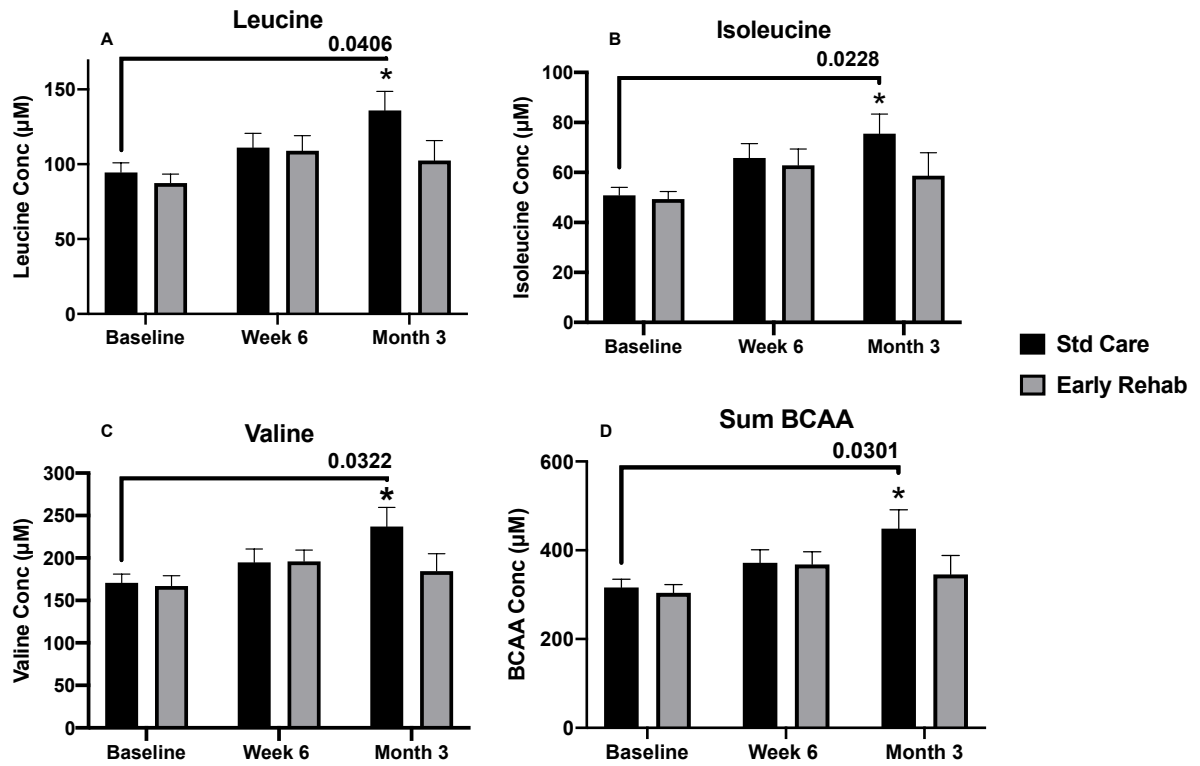 A
Leucine
0.0406
*
Leucine Conc (µM)
150
100
50
0
Baseline Week 6 Month 3
B
Isoleucine
0.0228
*
Isoleucine Conc (µM)
100
80
60
40
20
0
Baseline Week 6 Month 3
Std Care
Early Rehab
C
Valine
0.0322
*
Valine Conc (µM)
300
250
200
150
100
50
0
Baseline Week 6 Month 3
D
Sum BCAA
0.0301
*
BCAA Conc (µM)
600
400
200
0
Baseline Week 6 Month 3